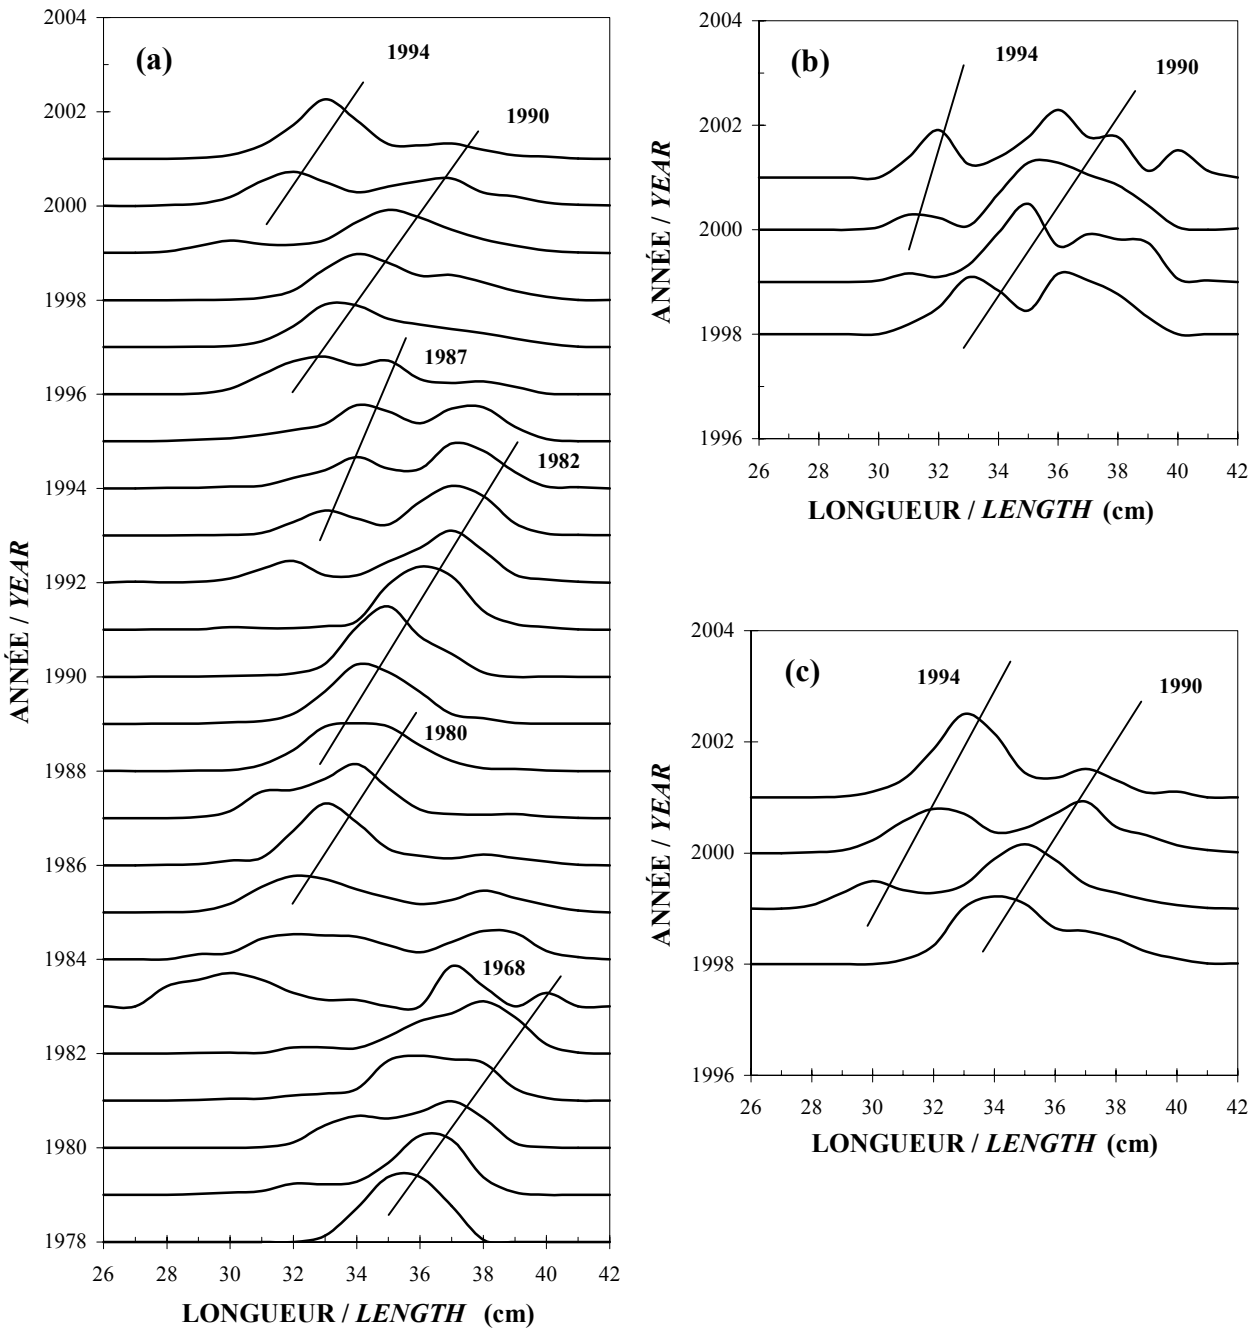 (a)
2004
2002
2000
1998
1996
1994
1992
1990
1988
1986
1984
1982
1980
1978
1994
1990
1987
1982
1980
1968
ANNÉE / YEAR
26 28 30 32 34 36 38 40 42
LONGUEUR / LENGTH (cm)
(b)
2004
2002
2000
1998
1996
1994
1990
ANNÉE / YEAR
26 28 30 32 34 36 38 40 42
LONGUEUR / LENGTH (cm)
(c)
2004
2002
2000
1998
1996
1994
1990
ANNÉE / YEAR
26 28 30 32 34 36 38 40 42
LONGUEUR / LENGTH (cm)